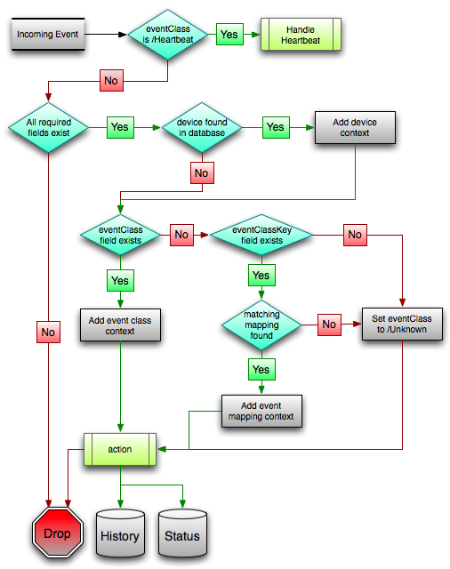 Incoming Event
eventClass
is /Heartbeat
Yes
Handle
Heartbeat
No
All required
fields exist
Yes
device found
in database
Yes
Add device
context
No
eventClass
field exists
No
eventClassKey
field exists
No
Yes
Yes
Add event class
context
matching
mapping
found
No
Set eventClass
to /Unknown
No
Yes
Add event
mapping context
action
Drop
History
Status